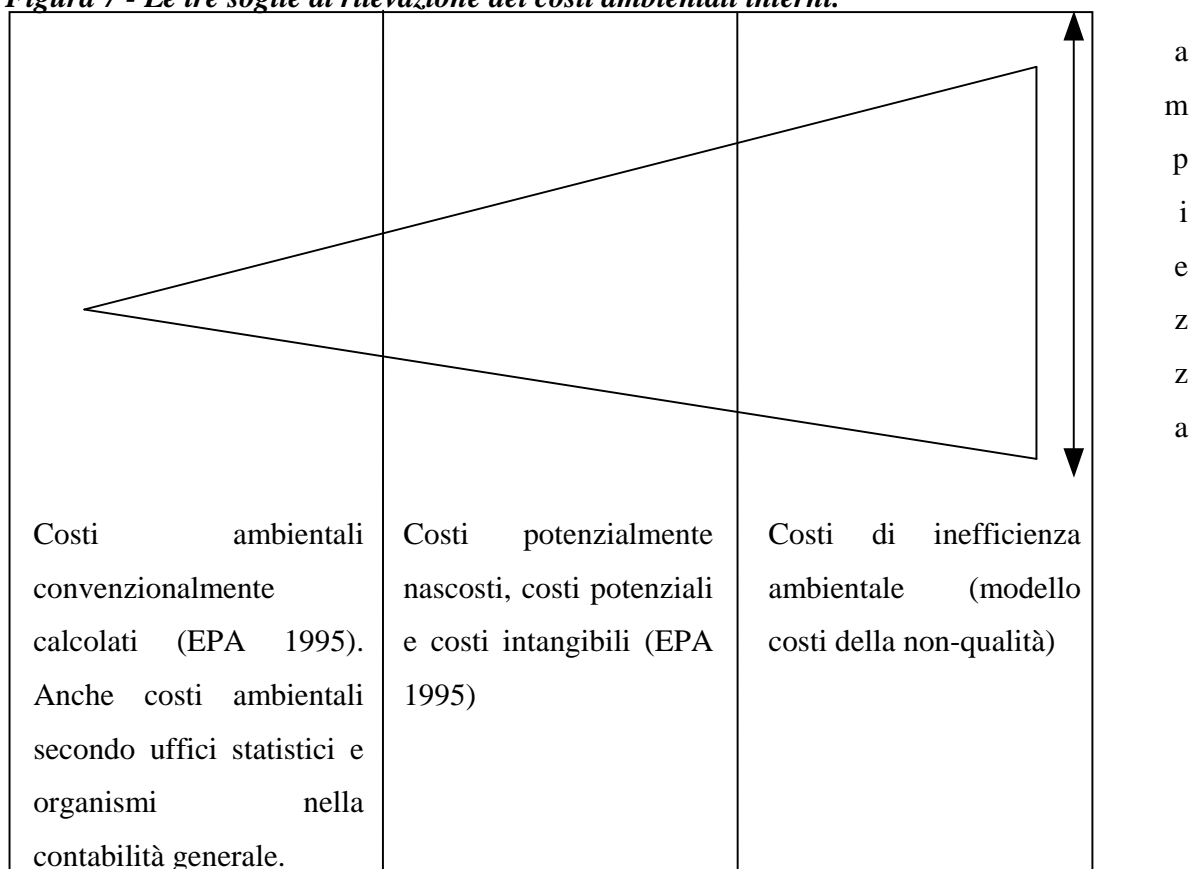 Figura 7 - Le tre soglie di rilevazione dei costi ambientali interni.
a
m
p
i
e
z
z
a
Costi ambientali
convenzionalmente
calcolati (EPA 1995).
Anche costi ambientali
secondo uffici statistici e
organismi nella
contabilità generale.
Costi potenzialmente
nascosti, costi potenziali
e costi intangibili (EPA
1995)
Costi di inefficienza
ambientale (modello
costi della non-qualità)